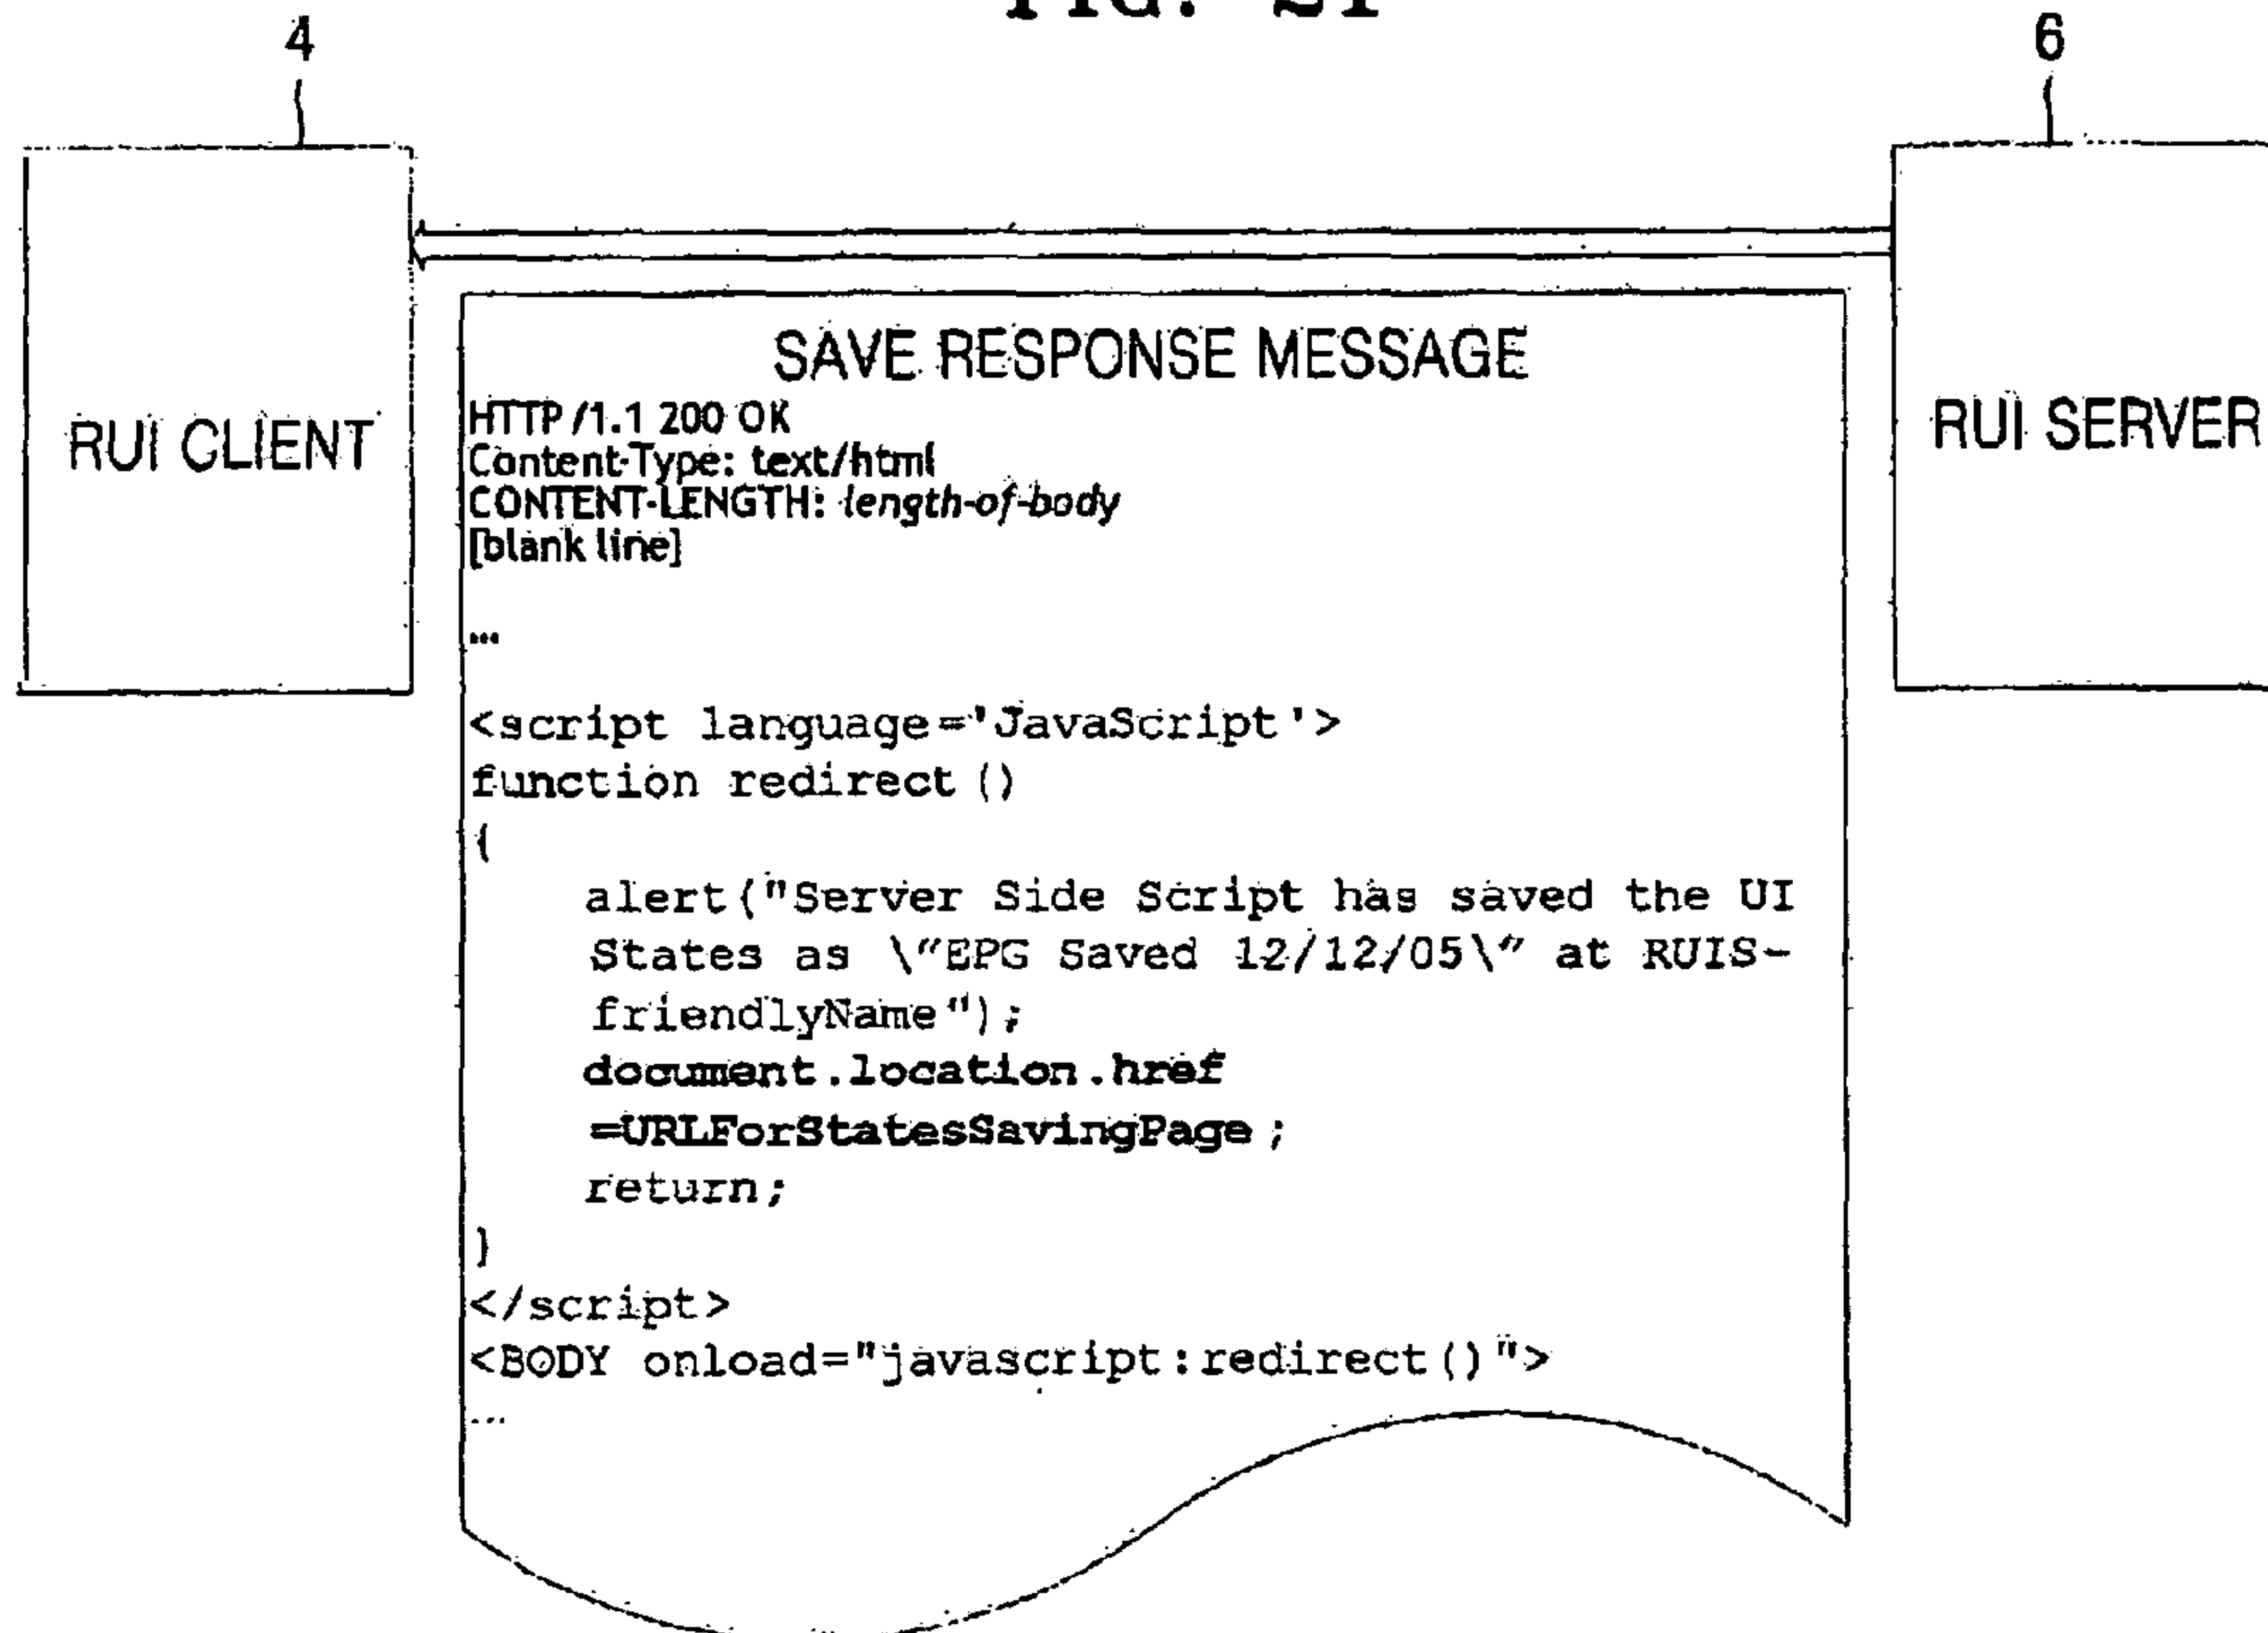 FIG. 21
4
6
RUI CLIENT
RUI SERVER
SAVE RESPONSE MESSAGE
HTTP/1.1 200 OK
Content-Type: text/html
CONTENT-LENGTH: length-of-body
[blank line]
...
<script language='JavaScript'>
function redirect()
{
alert("Server Side Script has saved the UI
States as \"EPG Saved 12/12/05\" at RUIS-
friendlyName");
document.location.href
=URLForStatesSavingPage;
return;
}
</script>
<BODY onload="javascript:redirect()">
...